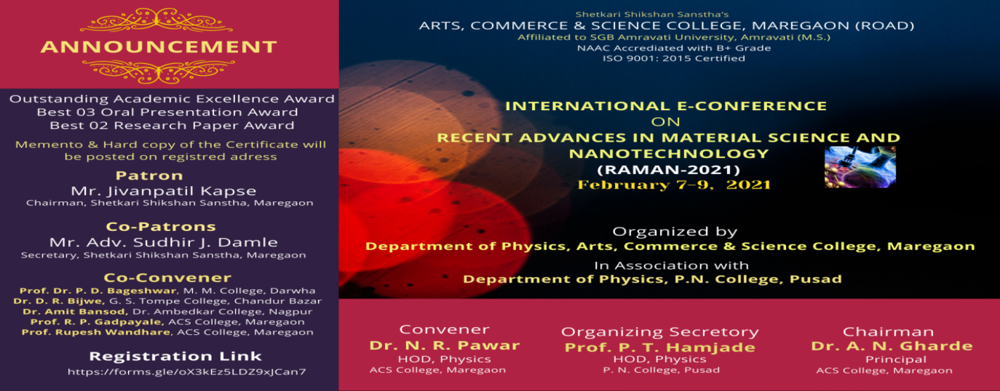 ANNOUNCEMENT
Outstanding Academic Excellence Award
Best 03 Oral Presentation Award
Best 02 Research Paper Award
Memento & Hard copy of the Certificate will
be posted on registred adress
Patron
Mr. Jivanpatil Kapse
Chairman, Shetkari Shikshan Sanstha, Maregaon
Co-Patrons
Mr. Adv. Sudhir J. Damle
Secretary, Shetkari Shikshan Sanstha, Maregaon
Co-Convener
Prof. Dr. P. D. Bageshwar, M. M. College, Darwha
Dr. D. R. Bijwe, G. S. Tompe College, Chandur Bazar
Dr. Amit Bansod, Dr. Ambedkar College, Nagpur
Prof. R. P. Gadpayale, ACS College, Maregaon
Prof. Rupesh Wandhare, ACS College, Maregaon
Registration Link
https://forms.gle/oX3kEz5LDZ9xJCan7
Shetkari Shikshan Sanstha's
ARTS, COMMERCE & SCIENCE COLLEGE, MAREGAON (ROAD)
Affiliated to SGB Amravati University, Amravati (M.S.)
NAAC Accrediated with B+ Grade
ISO 9001: 2015 Certified
INTERNATIONAL E-CONFERENCE
ON
RECENT ADVANCES IN MATERIAL SCIENCE AND
NANOTECHNOLOGY
(RAMAN-2021)
February 7-9, 2021
Organized by
Department of Physics, Arts, Commerce & Science College, Maregaon
In Association with
Department of Physics, P.N. College, Pusad
Convener
Dr. N. R. Pawar
HOD, Physics
ACS College, Maregaon
Organizing Secretory
Prof. P. T. Hamjade
HOD, Physics
P. N. College, Pusad
Chairman
Dr. A. N. Gharde
Principal
ACS College, Maregaon